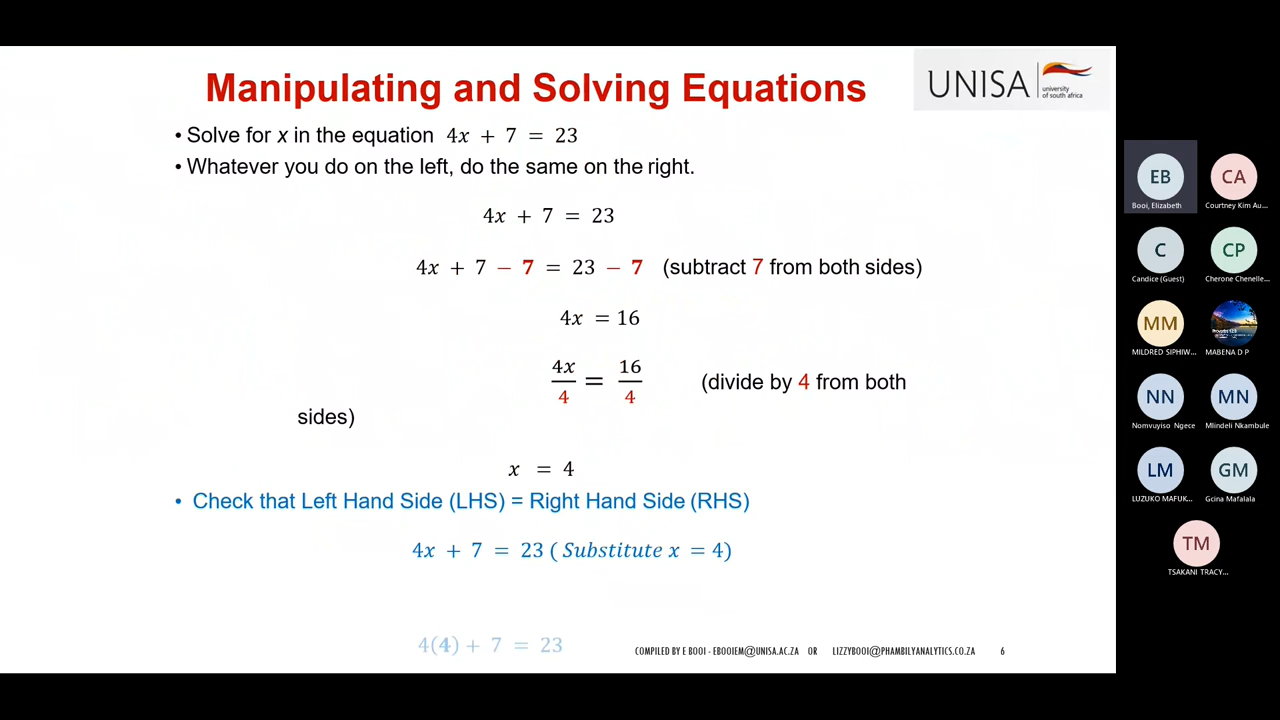 Manipulating and Solving Equations
UNISA
university
of south africa
• Solve for x in the equation 4x + 7 = 23
• Whatever you do on the left, do the same on the right.
4x + 7 = 23
4x + 7 − 7 = 23 − 7 (subtract 7 from both sides)
4x = 16
4x/4 = 16/4 (divide by 4 from both
sides)
x = 4
• Check that Left Hand Side (LHS) = Right Hand Side (RHS)
4x + 7 = 23 ( Substitute x = 4)
4(4) + 7 = 23
COMPILED BY E BOOI - EBOOIEM@UNISA.AC.ZA OR LIZZYBOOI@PHAMBILYANALYTICS.CO.ZA 6
EB CA
Booi, Elizabeth Courtney Kim Au...
C CP
Candice (Guest) Cherone Chenelle...
MM
MILDRED SIPHIW... MABENA D P
NN MN
Nomvuyiso Ngece Mlindeli Nkambule
LM GM
LUZUKO MAFUK... Gcina Mafalala
TM
TSAKANI TRACY...